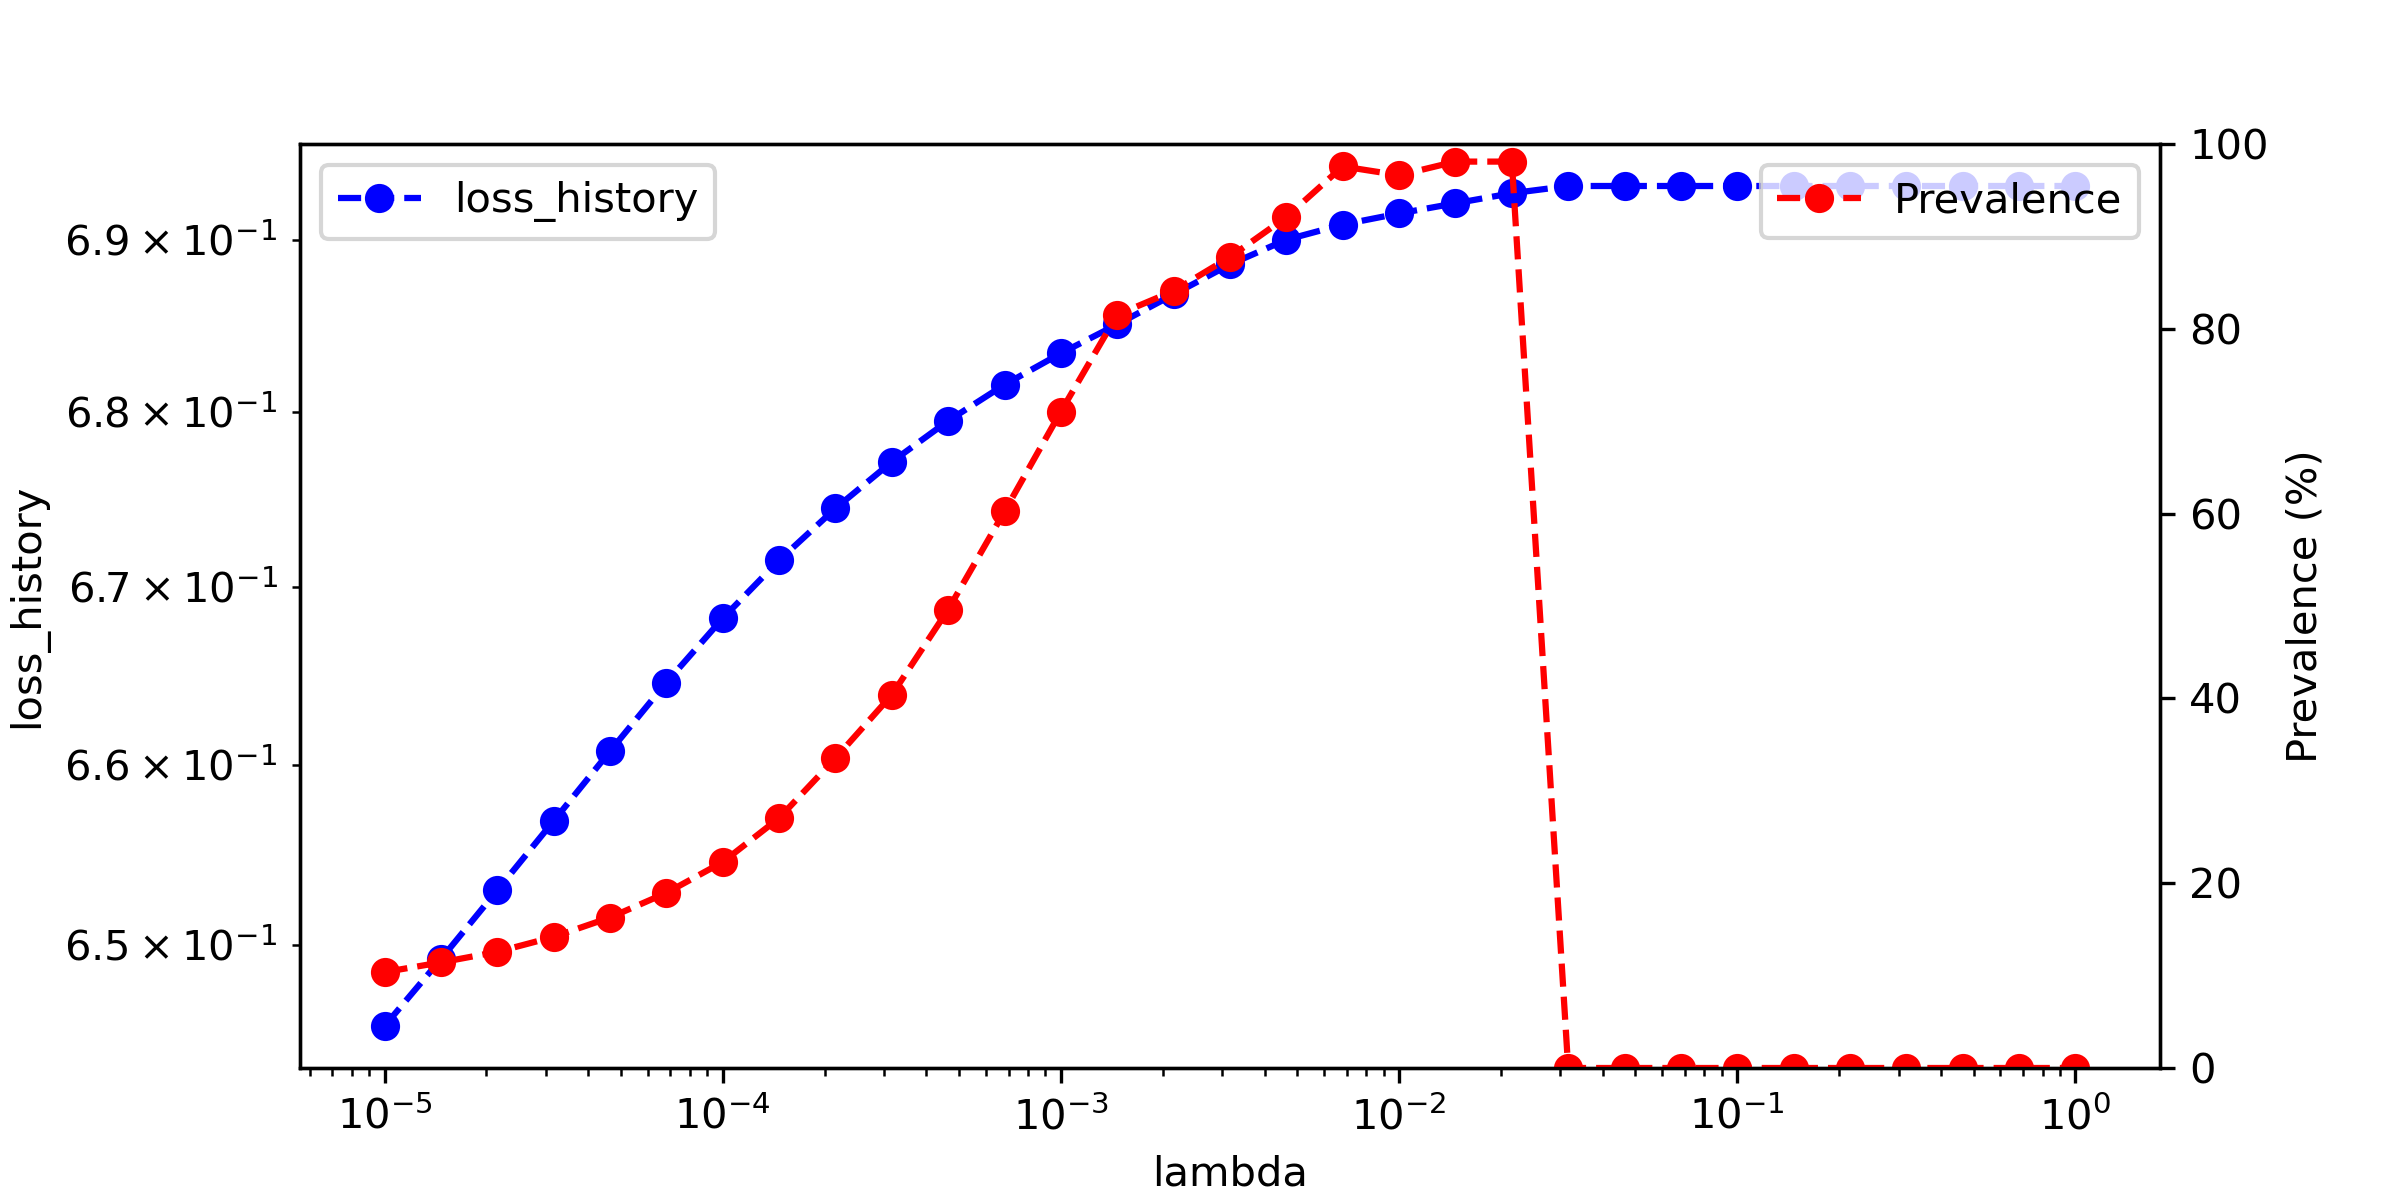 loss_history
Prevalence
6.9 × 10⁻¹
6.8 × 10⁻¹
6.7 × 10⁻¹
6.6 × 10⁻¹
6.5 × 10⁻¹
loss_history
100
80
60
40
20
0
Prevalence (%)
10⁻⁵ 10⁻⁴ 10⁻³ 10⁻² 10⁻¹ 10⁰
lambda